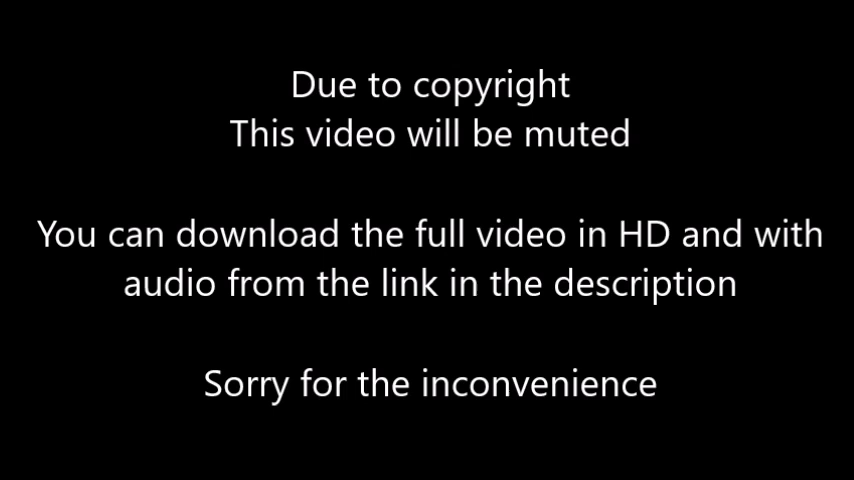 Due to copyright
This video will be muted
You can download the full video in HD and with
audio from the link in the description
Sorry for the inconvenience